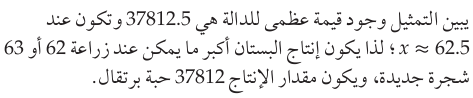 يبين التمثيل وجود قيمة عظمى للدالة هي 37812.5 وتكون عند
x ≈ 62.5 ؛ لذا يكون إنتاج البستان أكبر ما يمكن عند زراعة 62 أو 63
شجرة جديدة، ويكون مقدار الإنتاج 37812 حبة برتقال.